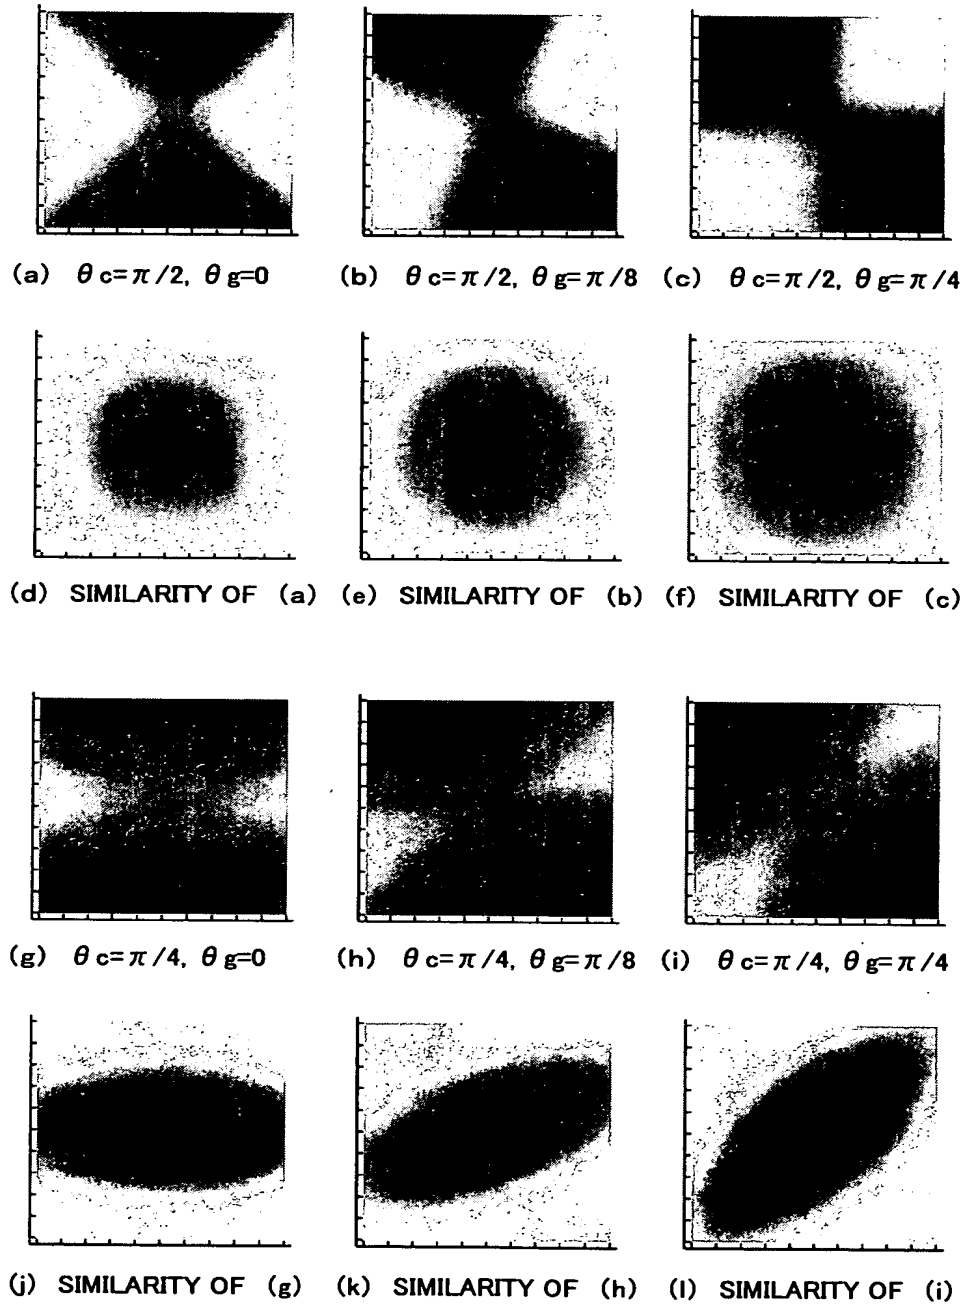 (a) θc=π/2, θg=0
(b) θc=π/2, θg=π/8
(c) θc=π/2, θg=π/4
(d) SIMILARITY OF (a)
(e) SIMILARITY OF (b)
(f) SIMILARITY OF (c)
(g) θc=π/4, θg=0
(h) θc=π/4, θg=π/8
(i) θc=π/4, θg=π/4
(j) SIMILARITY OF (g)
(k) SIMILARITY OF (h)
(l) SIMILARITY OF (i)